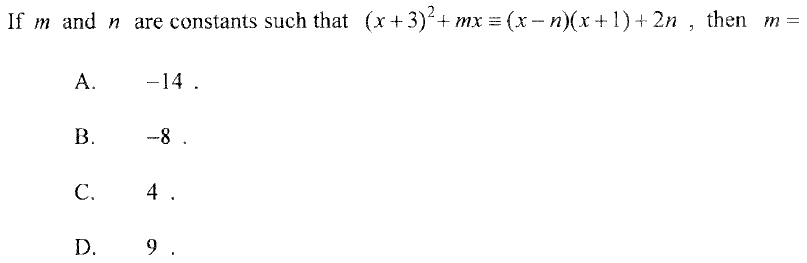 If m and n are constants such that (x+3)²+mx≡(x−n)(x+1)+2n , then m =
A. −14 .
B. −8 .
C. 4 .
D. 9 .